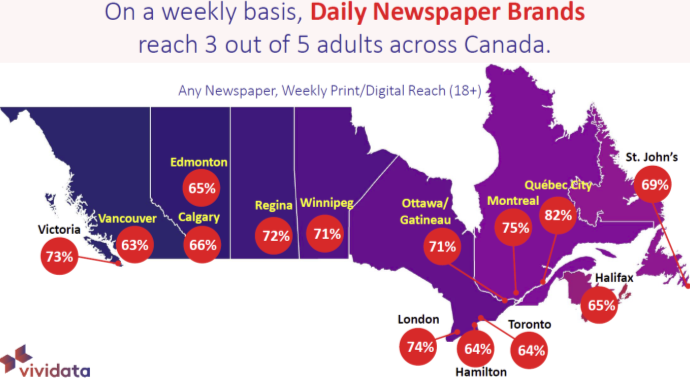 On a weekly basis, Daily Newspaper Brands
reach 3 out of 5 adults across Canada.
Any Newspaper, Weekly Print/Digital Reach (18+)
Victoria
73%
Vancouver
63%
Edmonton
65%
Calgary
66%
Regina
72%
Winnipeg
71%
Ottawa/
Gatineau
71%
Montreal
75%
Québec City
82%
St. John's
69%
Halifax
65%
London
74%
64%
Hamilton
Toronto
64%
vividata